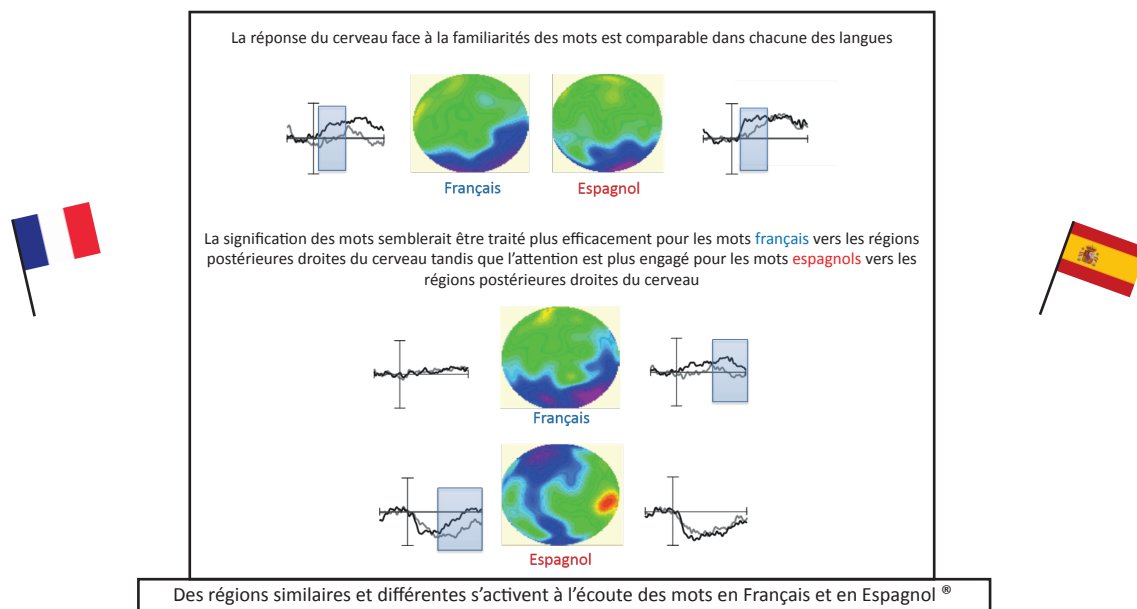 La réponse du cerveau face à la familiarités des mots est comparable dans chacune des langues
Français
Espagnol
La signification des mots semblerait être traité plus efficacement pour les mots français vers les régions
postérieures droites du cerveau tandis que l'attention est plus engagé pour les mots espagnols vers les
régions postérieures droites du cerveau
Français
Espagnol
Des régions similaires et différentes s'activent à l'écoute des mots en Français et en Espagnol ®